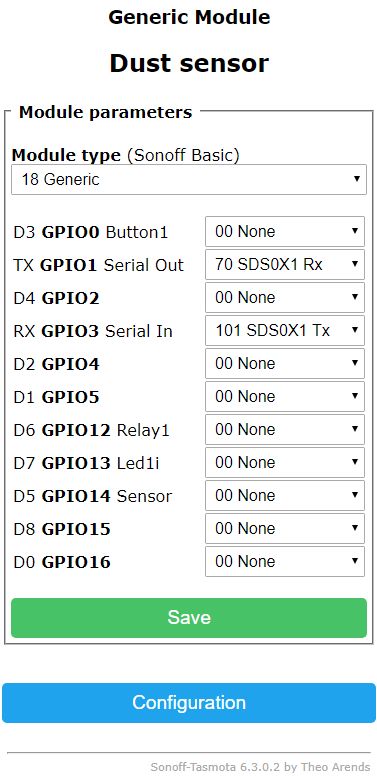 Generic Module
Dust sensor
Module parameters
Module type (Sonoff Basic)
18 Generic
D3 GPIO0 Button1 00 None
TX GPIO1 Serial Out 70 SDS0X1 Rx
D4 GPIO2 00 None
RX GPIO3 Serial In 101 SDS0X1 Tx
D2 GPIO4 00 None
D1 GPIO5 00 None
D6 GPIO12 Relay1 00 None
D7 GPIO13 Led1i 00 None
D5 GPIO14 Sensor 00 None
D8 GPIO15 00 None
D0 GPIO16 00 None
Save
Configuration
Sonoff-Tasmota 6.3.0.2 by Theo Arends